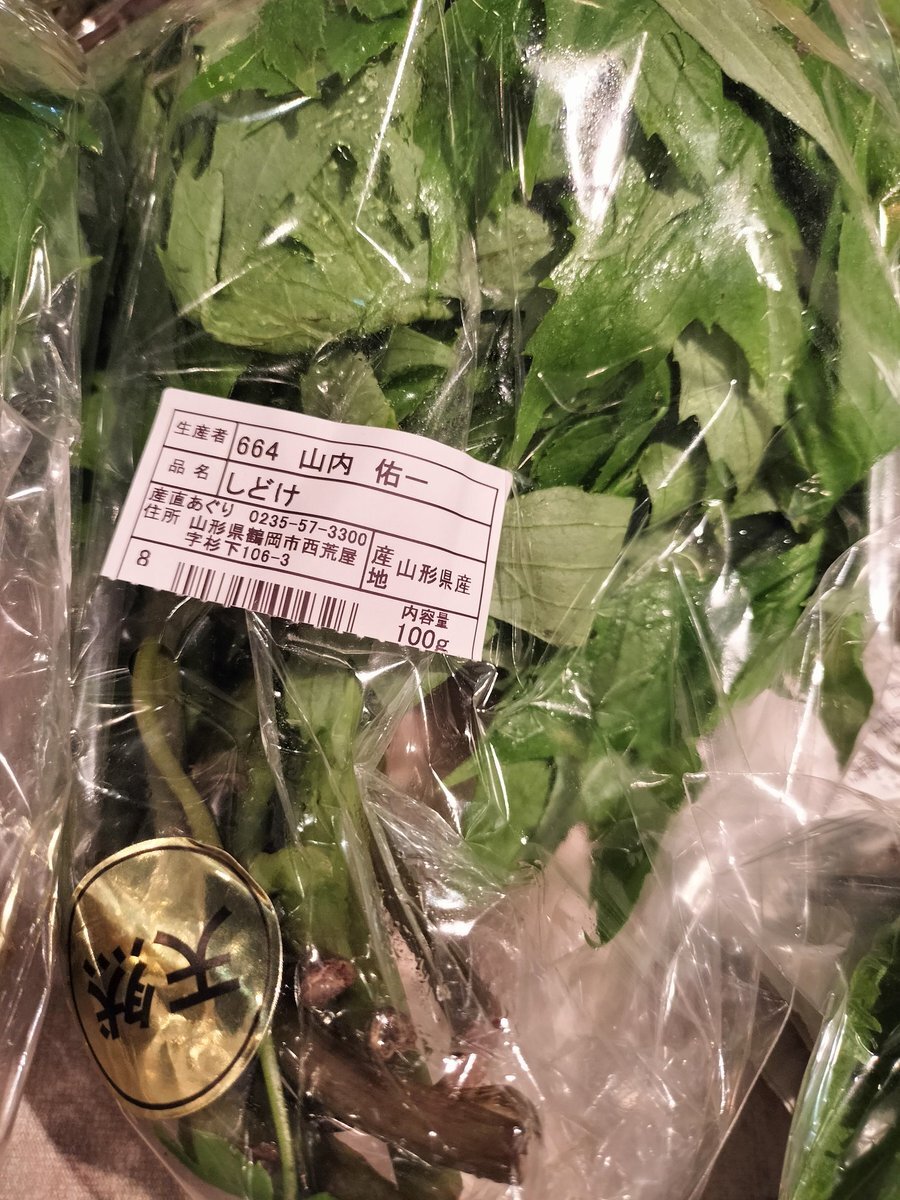 生産者 664 山内 佑一
品名 しどけ
産直あぐり 0235-57-3300
住所 山形県鶴岡市西荒屋
字杉下106-3
産地 山形県産
8
内容量
100g
天然